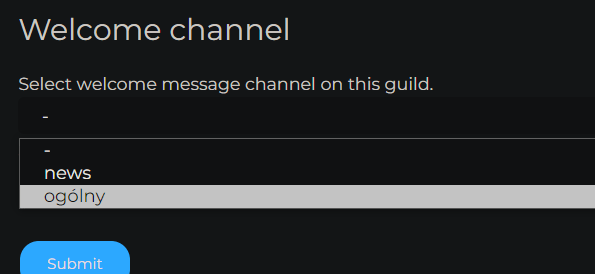 Welcome channel
Select welcome message channel on this guild.
-
-
news
ogólny
Submit